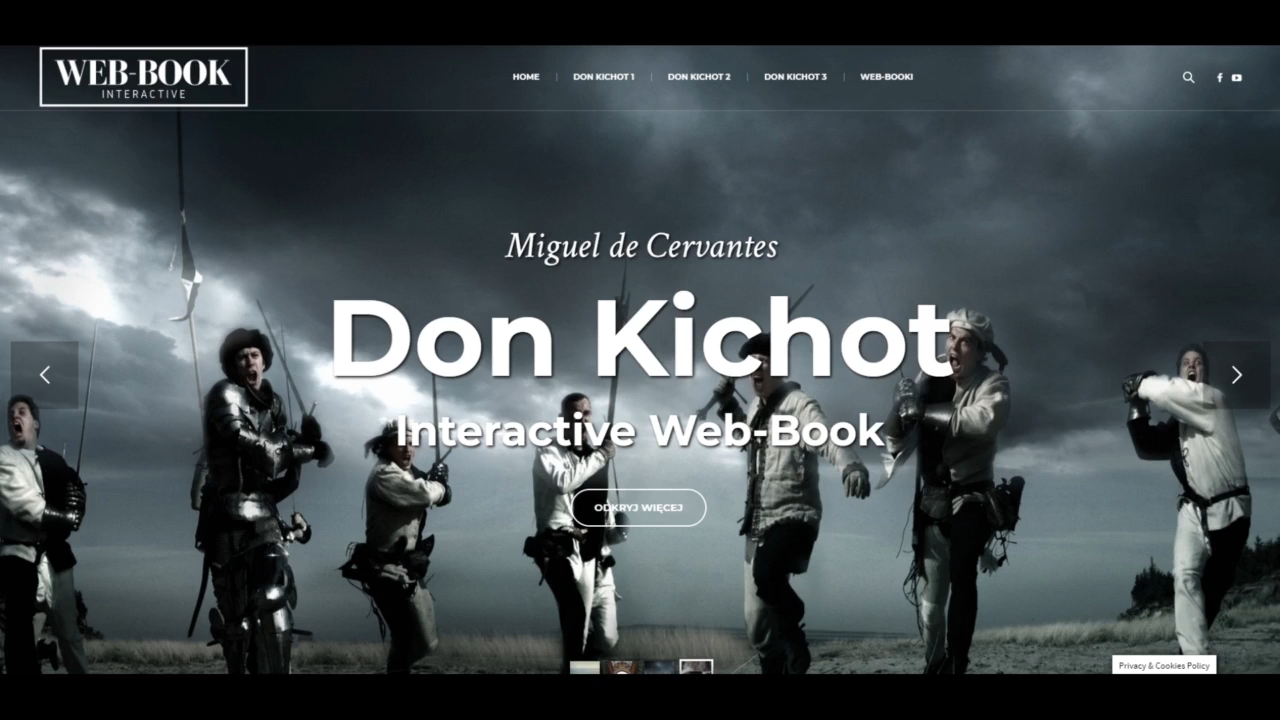 WEB-BOOK
INTERACTIVE
HOME
DON KICHOT 1
DON KICHOT 2
DON KICHOT 3
WEB-BOOKI
Miguel de Cervantes
Don Kichot
Interactive Web-Book
ODKRYJ WIĘCEJ
Privacy & Cookies Policy